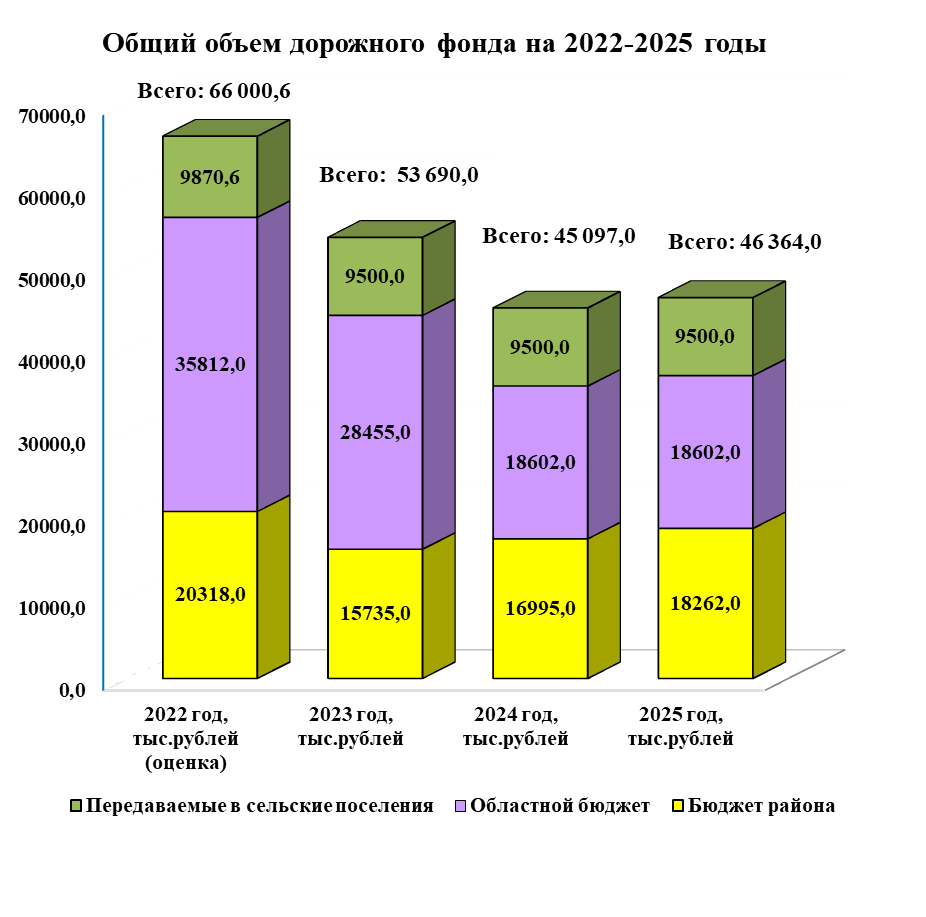 Общий объем дорожного фонда на 2022-2025 годы
Всего: 66 000,6
Всего: 53 690,0
Всего: 45 097,0
Всего: 46 364,0
70000,0
60000,0
50000,0
40000,0
30000,0
20000,0
10000,0
0,0
9870,6
35812,0
20318,0
9500,0
28455,0
15735,0
9500,0
18602,0
16995,0
9500,0
18602,0
18262,0
2022 год,
тыс.рублей
(оценка)
2023 год,
тыс.рублей
2024 год,
тыс.рублей
2025 год,
тыс.рублей
Передаваемые в сельские поселения
Областной бюджет
Бюджет района